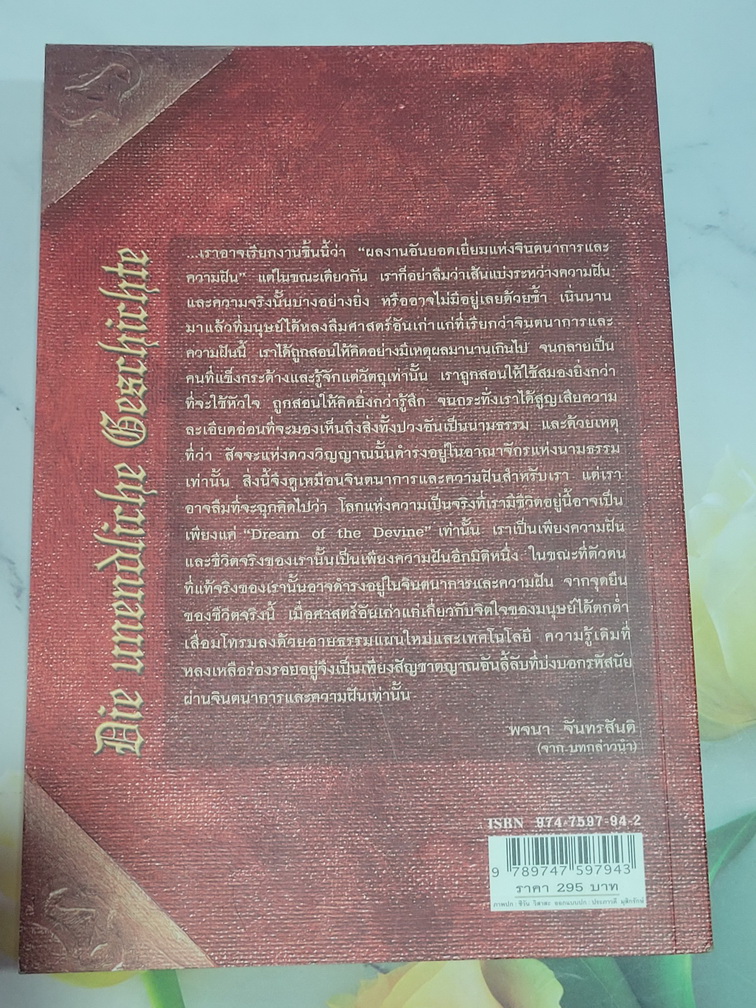 Die unendliche Geschichte
...เราอาจเรียกงานชิ้นนี้ว่า “ผลงานอันยอดเยี่ยมแห่งจินตนาการและ
ความฝัน” แต่ในขณะเดียวกัน เราก็อย่าลืมว่าเส้นแบ่งระหว่างความฝัน
และความจริงนั้นบางอย่างยิ่ง หรืออาจไม่มีอยู่เลยด้วยซ้ำ เนิ่นนาน
มาแล้วที่มนุษย์ได้หลงลืมศาสตร์อันเก่าแก่ที่เรียกว่าจินตนาการและ
ความฝันนี้ เราได้ถูกสอนให้คิดอย่างมีเหตุผลมานานเกินไป จนกลายเป็น
คนที่แข็งกระด้างและรู้จักแต่วัตถุเท่านั้น เราถูกสอนให้ใช้สมองยิ่งกว่า
ที่จะใช้หัวใจ ถูกสอนให้คิดยิ่งกว่ารู้สึก จนกระทั่งเราได้สูญเสียความ
ละเอียดอ่อนที่จะมองเห็นถึงสิ่งทั้งปวงอันเป็นนามธรรม และด้วยเหตุ
ที่ว่า สัจจะแห่งดวงวิญญาณนั้นดำรงอยู่ในอาณาจักรแห่งนามธรรม
เท่านั้น สิ่งนี้จึงดูเหมือนจินตนาการและความฝันสำหรับเรา แต่เรา
อาจลืมที่จะฉุกคิดไปว่า โลกแห่งความเป็นจริงที่เรามีชีวิตอยู่นี้อาจเป็น
เพียงแค่ “Dream of the Devine” เท่านั้น เราเป็นเพียงความฝัน
และชีวิตจริงของเรานั้นเป็นเพียงความฝันอีกมิติหนึ่ง ในขณะที่ตัวตน
ที่แท้จริงของเรานั้นอาจดำรงอยู่ในจินตนาการและความฝัน จากจุดยืน
ของชีวิตจริงนี้ เมื่อศาสตร์อันเก่าแก่เกี่ยวกับจิตใจของมนุษย์ได้ตกต่ำ
เสื่อมโทรมลงด้วยอายธรรมแผนใหม่และเทคโนโลยี ความรู้เดิมที่
หลงเหลือร่องรอยอยู่จึงเป็นเพียงสัญชาตญาณอันลี้ลับที่บ่งบอกรหัสนัย
ผ่านจินตนาการและความฝันเท่านั้น
พจนา จันทรสันติ
(จาก บทกล่าวนำ)
ISBN 974-7597-94-2
9 789747 597943
ราคา 295 บาท
ภาพปก : ชีวัน วิสาสะ ออกแบบปก : ประภาวดี